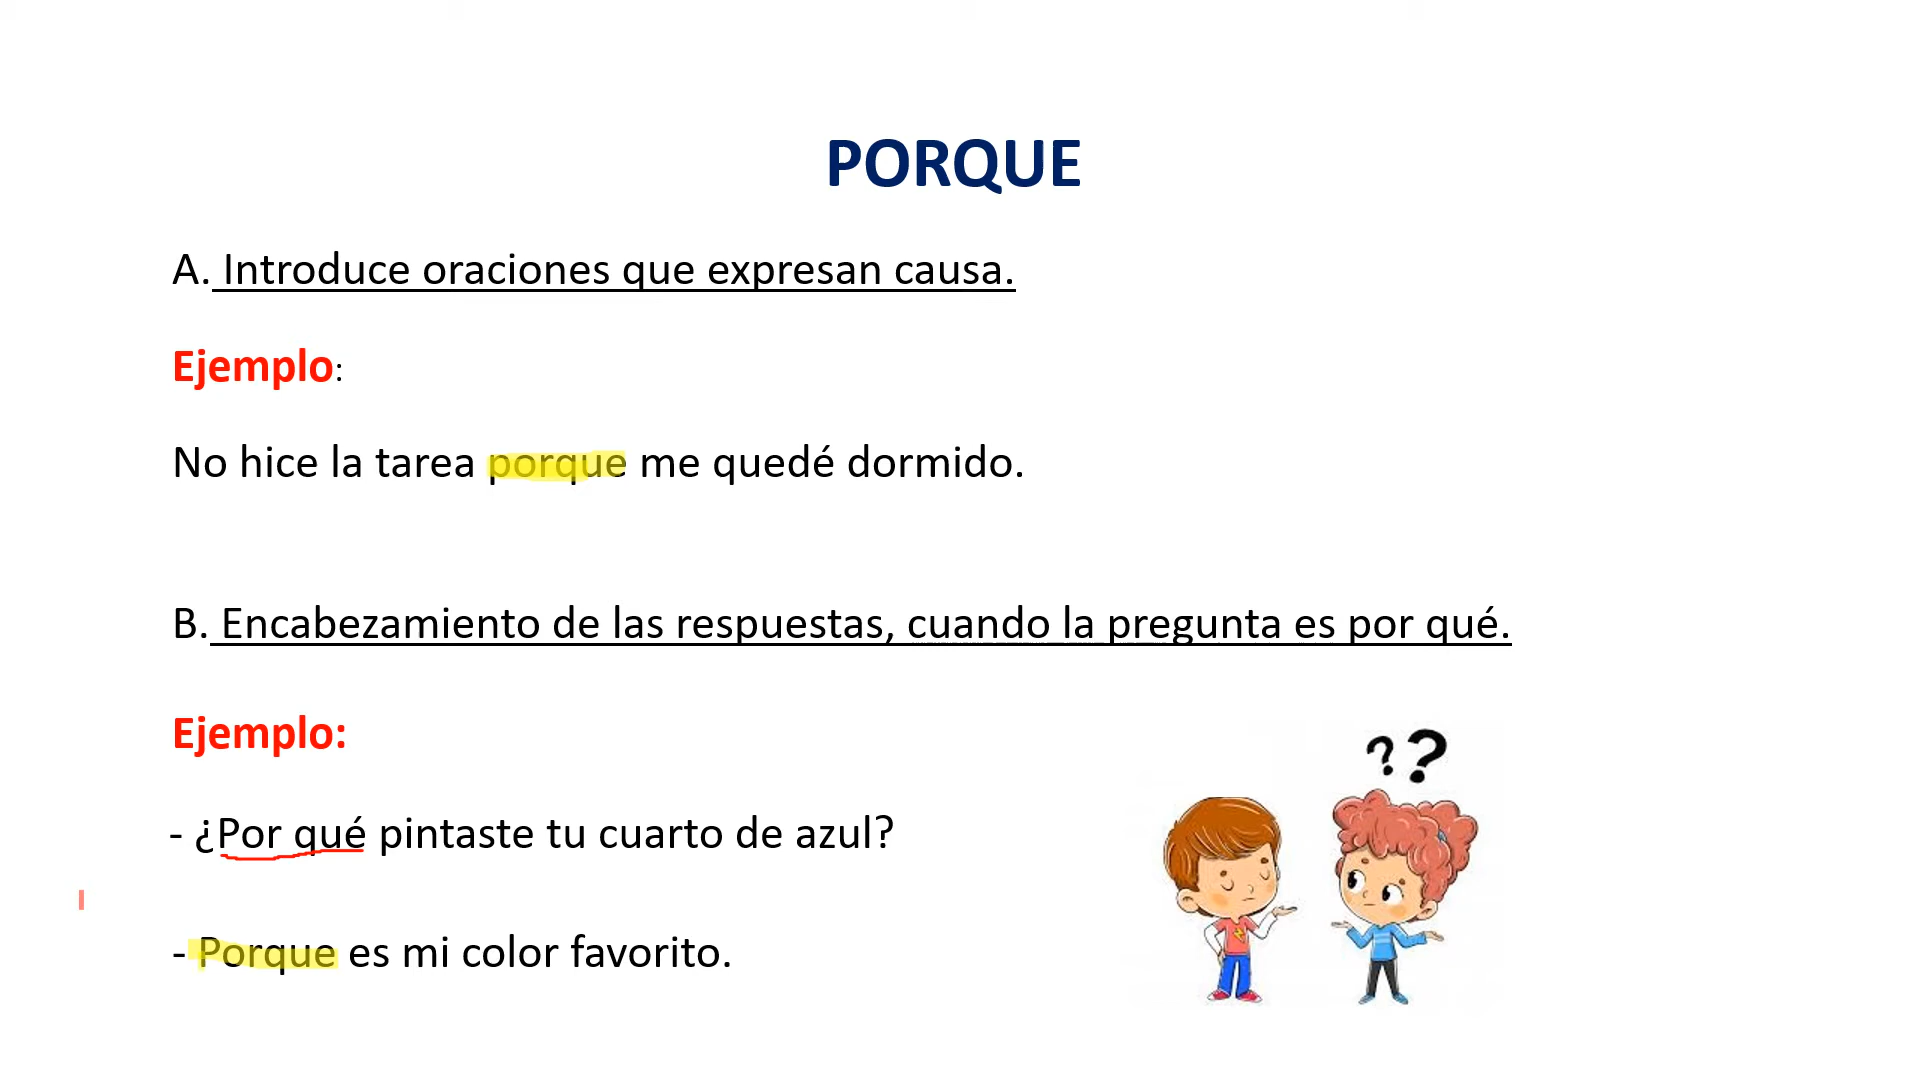 PORQUE
A. Introduce oraciones que expresan causa.
Ejemplo:
No hice la tarea porque me quedé dormido.
B. Encabezamiento de las respuestas, cuando la pregunta es por qué.
Ejemplo:
??
- ¿Por qué pintaste tu cuarto de azul?
- Porque es mi color favorito.